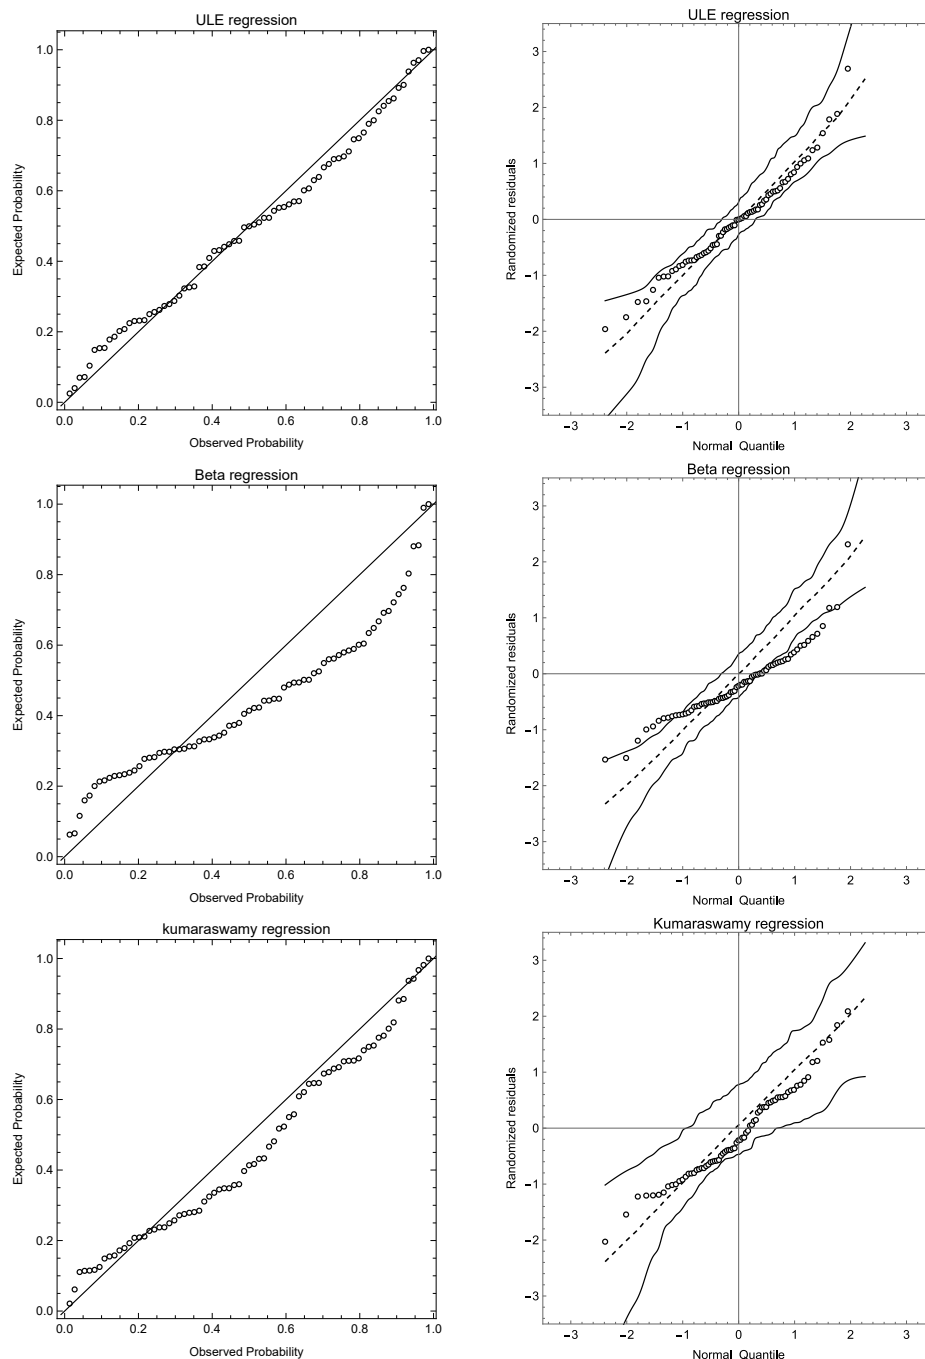 ULE regression
1.0
0.8
0.6
0.4
0.2
0.0
Expected Probability
0.0 0.2 0.4 0.6 0.8 1.0
Observed Probability
ULE regression
3
2
1
0
−1
−2
−3
Randomized residuals
−3 −2 −1 0 1 2 3
Normal Quantile
Beta regression
1.0
0.8
0.6
0.4
0.2
0.0
Expected Probability
0.0 0.2 0.4 0.6 0.8 1.0
Observed Probability
Beta regression
3
2
1
0
−1
−2
−3
Randomized residuals
−3 −2 −1 0 1 2 3
Normal Quantile
kumaraswamy regression
1.0
0.8
0.6
0.4
0.2
0.0
Expected Probability
0.0 0.2 0.4 0.6 0.8 1.0
Observed Probability
Kumaraswamy regression
3
2
1
0
−1
−2
−3
Randomized residuals
−3 −2 −1 0 1 2 3
Normal Quantile